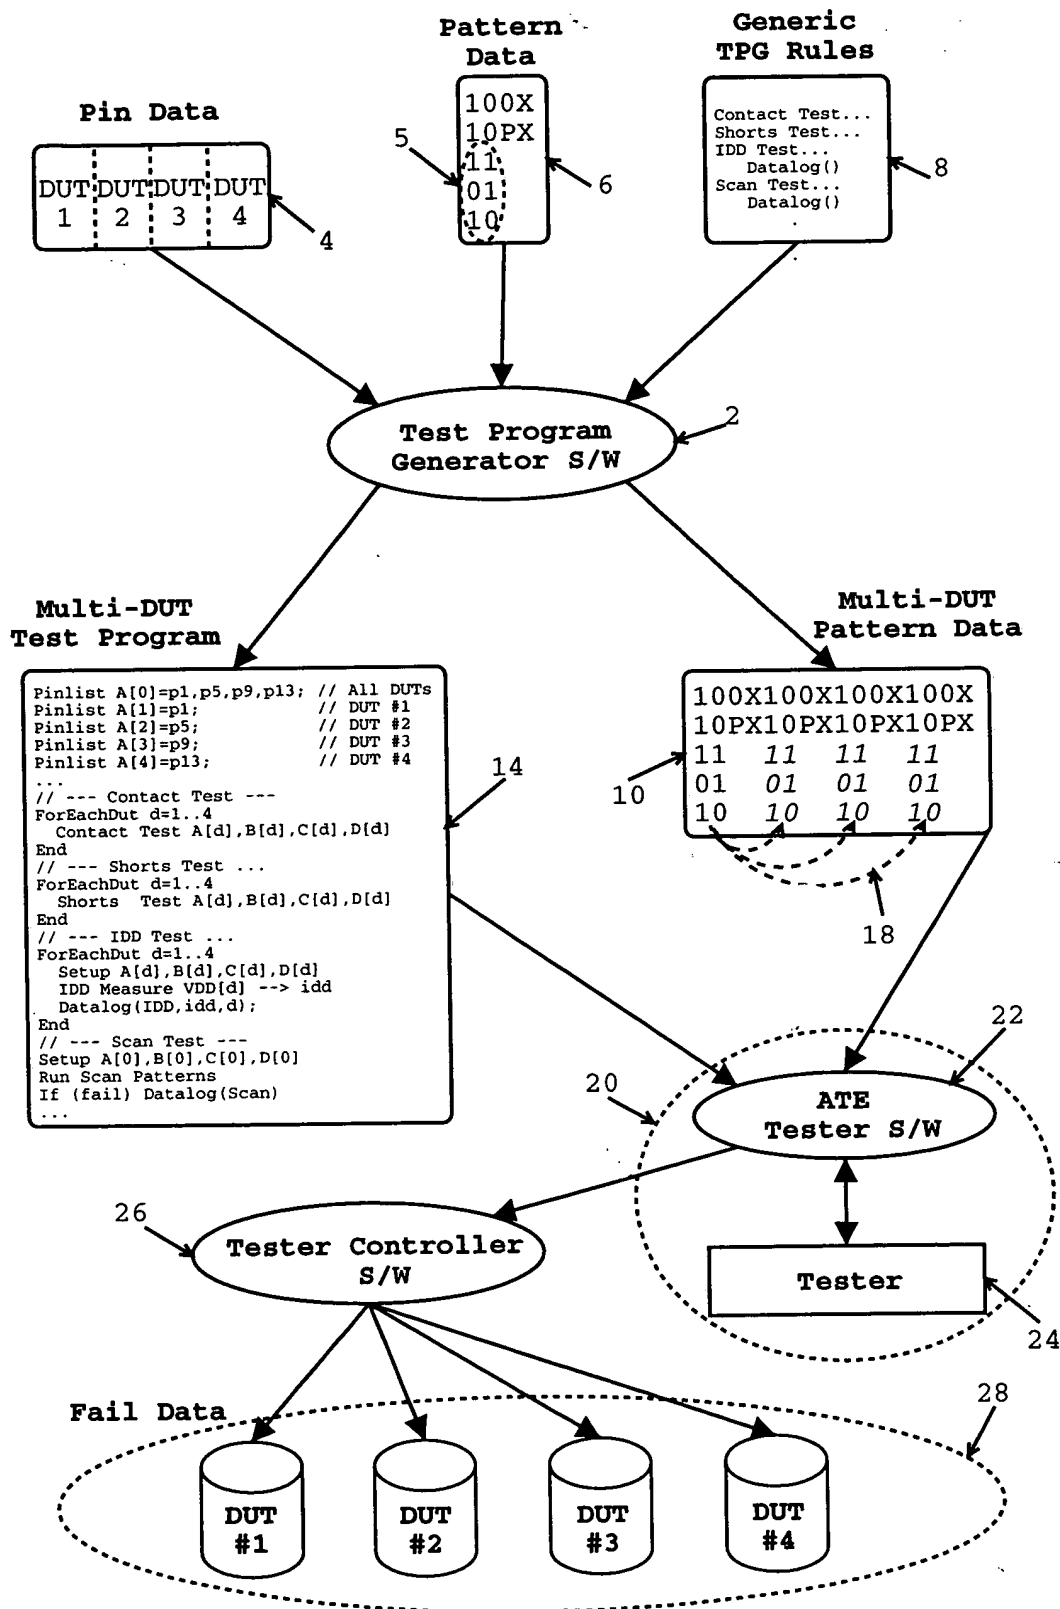 Pin Data
DUT DUT DUT DUT
1 2 3 4
4
Pattern
Data
100X
10PX
11
01
10
5
6
Generic
TPG Rules
Contact Test...
Shorts Test...
IDD Test...
Datalog()
Scan Test...
Datalog()
.
8
Test Program
Generator S/W
2
Multi-DUT
Test Program
Pinlist A[0]=p1,p5,p9,p13; // All DUTs
Pinlist A[1]=p1; // DUT #1
Pinlist A[2]=p5; // DUT #2
Pinlist A[3]=p9; // DUT #3
Pinlist A[4]=p13; // DUT #4
...
// --- Contact Test ---
ForEachDut d=1..4
Contact Test A[d],B[d],C[d],D[d]
End
// --- Shorts Test ...
ForEachDut d=1..4
Shorts Test A[d],B[d],C[d],D[d]
End
// --- IDD Test ...
ForEachDut d=1..4
Setup A[d],B[d],C[d],D[d]
IDD Measure VDD[d] --> idd
Datalog(IDD,idd,d);
End
// --- Scan Test ---
Setup A[0],B[0],C[0],D[0]
Run Scan Patterns
If (fail) Datalog(Scan)
...
14
Multi-DUT
Pattern Data
100X100X100X100X
10PX10PX10PX10PX
11 11 11 11
01 01 01 01
10 10 10 10
10
18
20
22
ATE
Tester S/W
Tester
24
26
Tester Controller
S/W
Fail Data
28
DUT
#1
DUT
#2
DUT
#3
DUT
#4